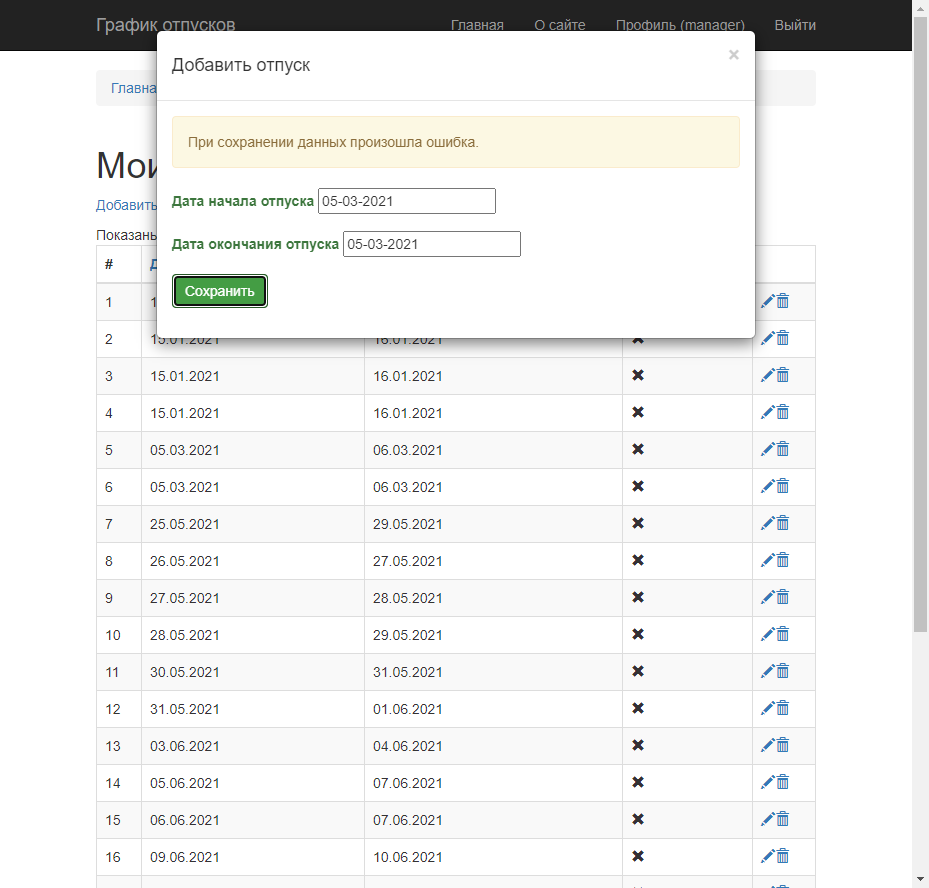 График отпусков Главная О сайте Профиль (manager) Выйти
Добавить отпуск ×
При сохранении данных произошла ошибка.
Дата начала отпуска 05-03-2021
Дата окончания отпуска 05-03-2021
Сохранить
#
1
2 15.01.2021 16.01.2021
3 15.01.2021 16.01.2021
4 15.01.2021 16.01.2021
5 05.03.2021 06.03.2021
6 05.03.2021 06.03.2021
7 25.05.2021 29.05.2021
8 26.05.2021 27.05.2021
9 27.05.2021 28.05.2021
10 28.05.2021 29.05.2021
11 30.05.2021 31.05.2021
12 31.05.2021 01.06.2021
13 03.06.2021 04.06.2021
14 05.06.2021 07.06.2021
15 06.06.2021 07.06.2021
16 09.06.2021 10.06.2021